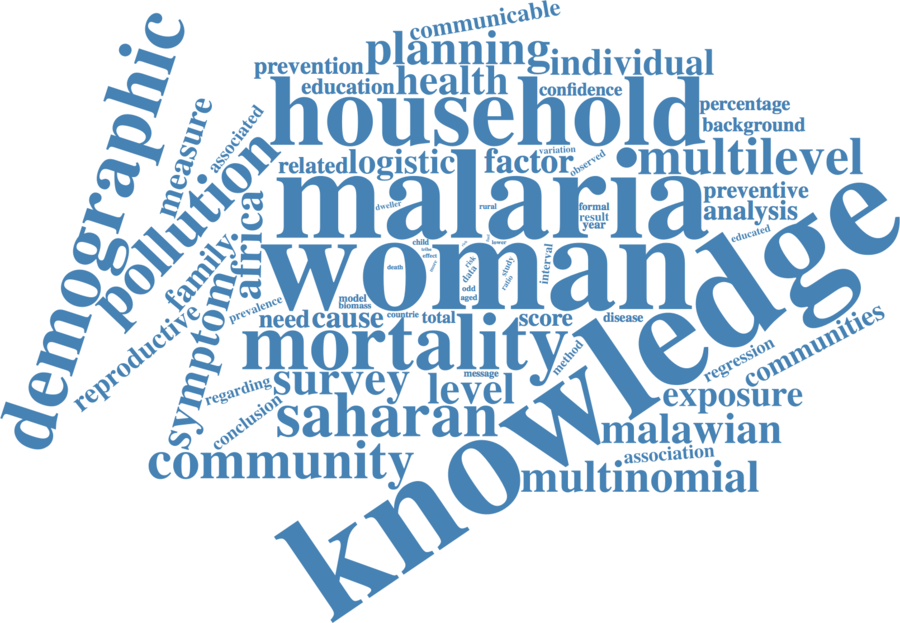 communicable
planning
prevention
individual
education
health
confidence
household
percentage
background
demographic
measure
associated
pollution
related
logistic
factor
variation
observed
multilevel
malaria
preventive
analysis
dweller
rural
formal
result
year
educated
knowledge
woman
child
tribe
effect
lower
risk
data
study
ratio
odd
aged
death
interval
africa
family
symptom
reproductive
prevalence
model
biomass
need
cause
countrie
total
score
disease
mortality
method
regression
communities
regarding
survey
message
level
exposure
conclusion
saharan
malawian
association
community
multinomial